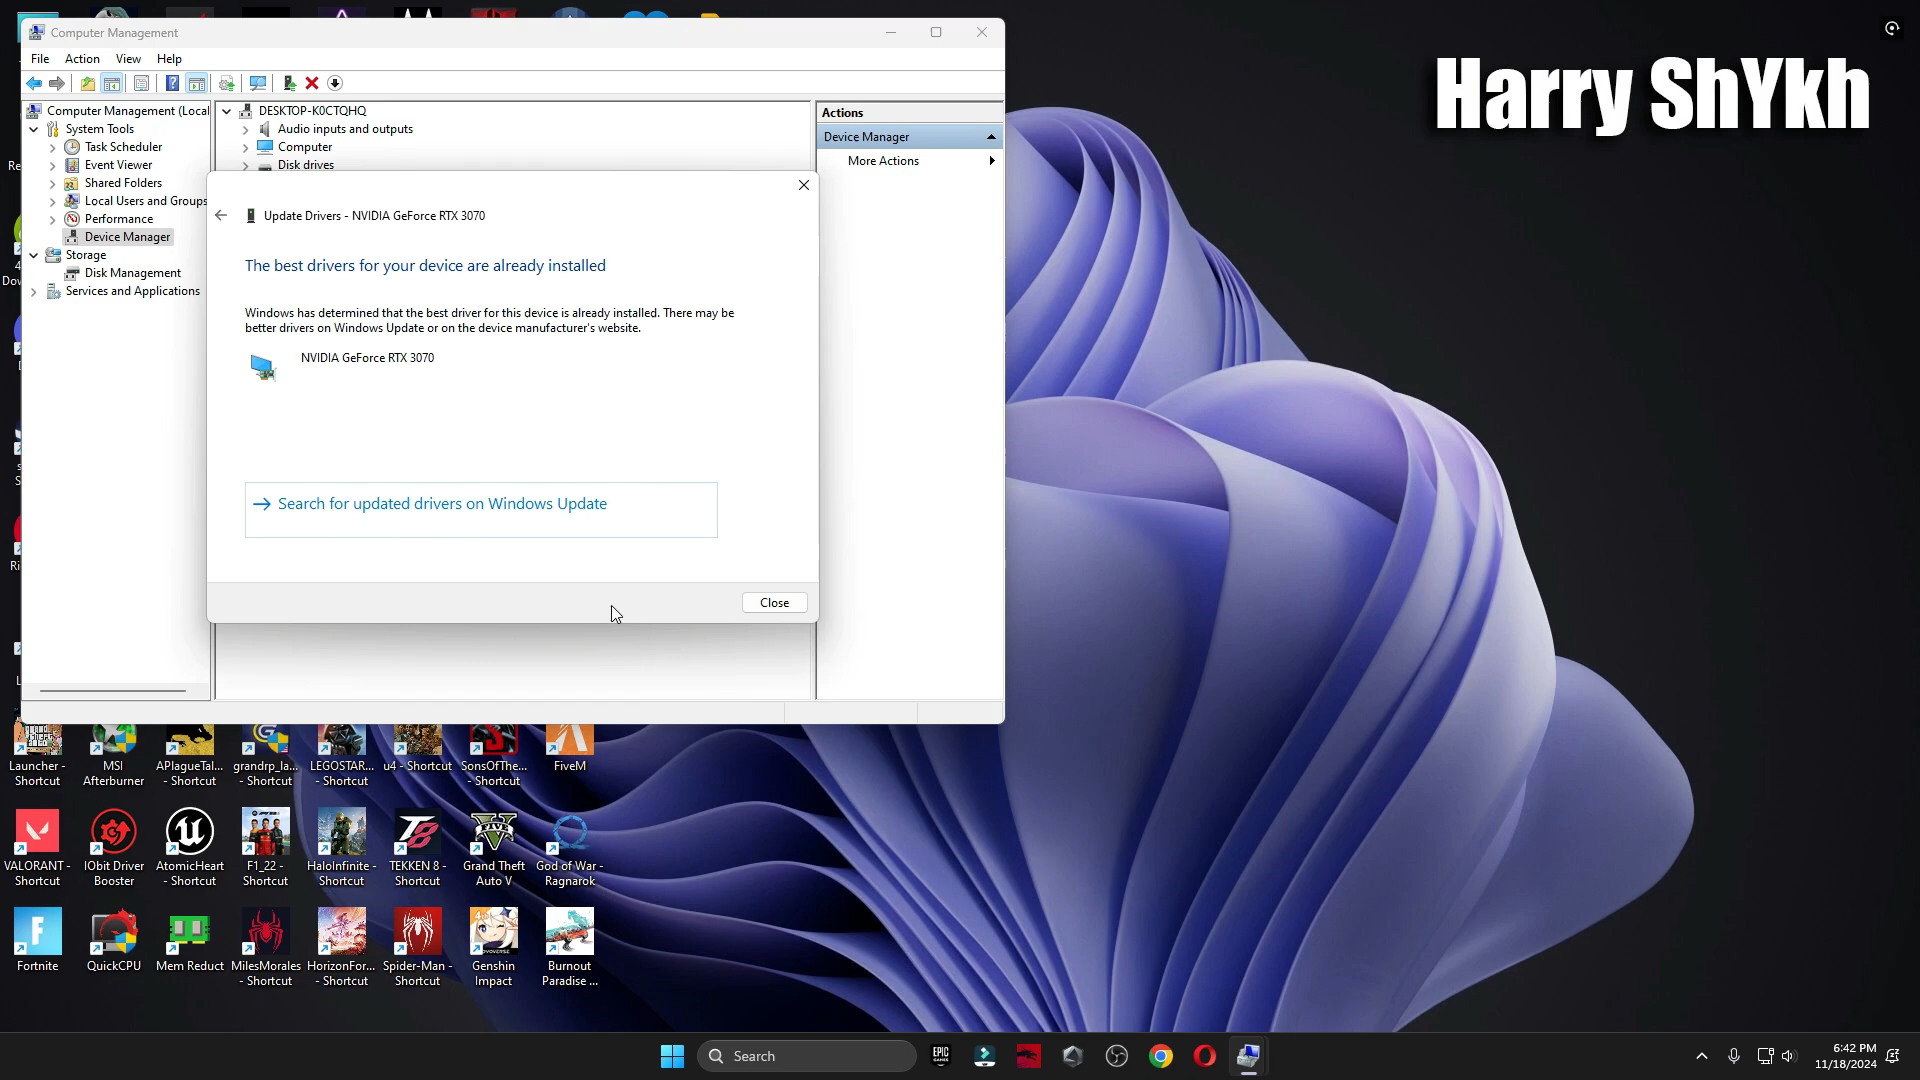 Computer Management
File Action View Help
Harry ShYkh
Computer Management (Local
System Tools
Task Scheduler
Event Viewer
Shared Folders
Local Users and Groups
Performance
Device Manager
Storage
Disk Management
Services and Applications
DESKTOP-K0CTQHQ
Audio inputs and outputs
Computer
Disk drives
Actions
Device Manager
More Actions
Update Drivers - NVIDIA GeForce RTX 3070
The best drivers for your device are already installed
Windows has determined that the best driver for this device is already installed. There may be
better drivers on Windows Update or on the device manufacturer's website.
NVIDIA GeForce RTX 3070
Search for updated drivers on Windows Update
Close
Launcher -
Shortcut
MSI
Afterburner
APlagueTal...
- Shortcut
grandrp_la...
- Shortcut
LEGOSTAR...
- Shortcut
u4 - Shortcut
SonsOfThe...
- Shortcut
FiveM
VALORANT -
Shortcut
IObit Driver
Booster
AtomicHeart
- Shortcut
F1_22 -
Shortcut
HaloInfinite -
Shortcut
TEKKEN 8 -
Shortcut
Grand Theft
Auto V
God of War -
Ragnarok
Fortnite
QuickCPU
Mem Reduct
MilesMorales
- Shortcut
HorizonFor...
- Shortcut
Spider-Man -
Shortcut
Genshin
Impact
Burnout
Paradise ...
Search
EPIC
GAMES
6:42 PM
11/18/2024